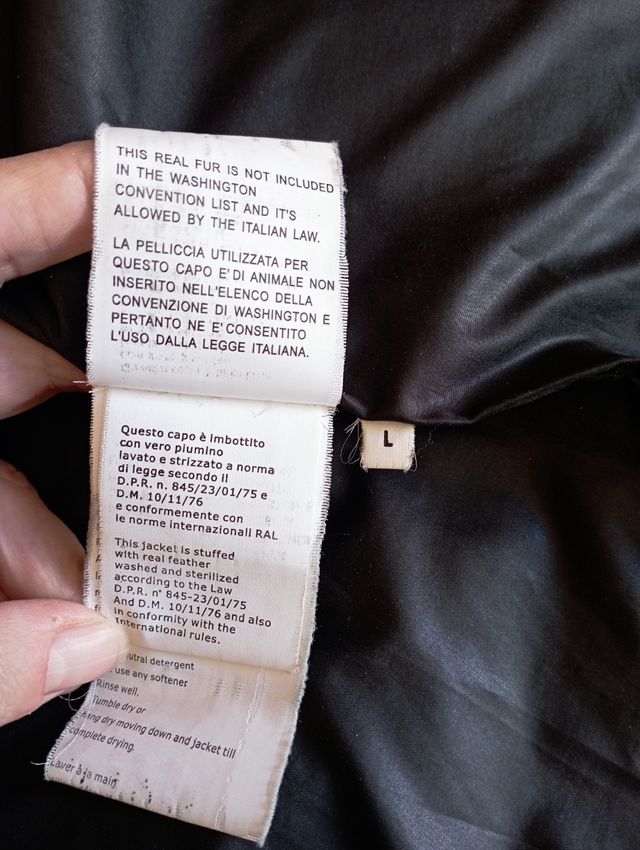 THIS REAL FUR IS NOT INCLUDED
IN THE WASHINGTON
CONVENTION LIST AND IT'S
ALLOWED BY THE ITALIAN LAW.
LA PELLICCIA UTILIZZATA PER
QUESTO CAPO E' DI ANIMALE NON
INSERITO NELL'ELENCO DELLA
CONVENZIONE DI WASHINGTON E
PERTANTO NE E' CONSENTITO
L'USO DALLA LEGGE ITALIANA.
Questo capo è imbottito
con vero piumino
lavato e strizzato a norma
di legge secondo il
D.P.R. n. 845/23/01/75 e
D.M. 10/11/76
e conformemente con
le norme internazionali RAL
This jacket is stuffed
with real feather
washed and sterilized
according to the Law
D.P.R. n° 845-23/01/75
And D.M. 10/11/76 and also
in conformity with the
International rules.
detergent
use any softener
Rinse well.
Tumble dry or
dry moving down and jacket till
complete drying.
Laver à la main
L